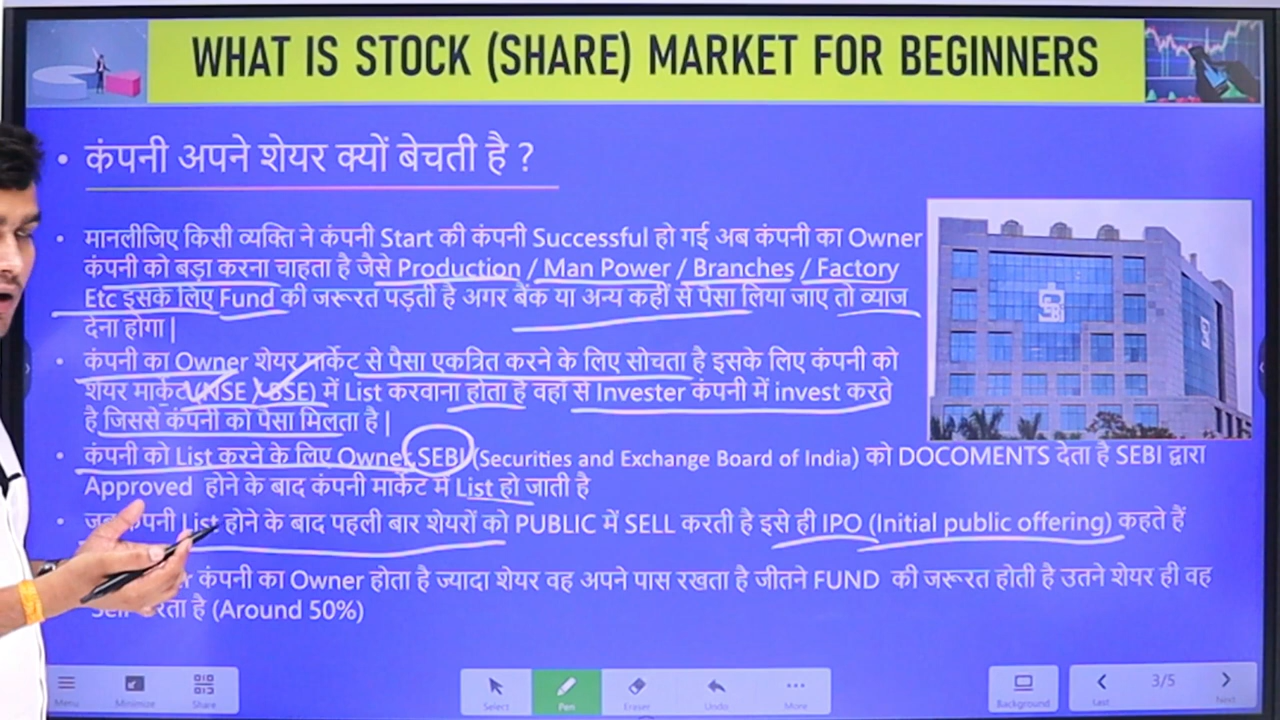 WHAT IS STOCK (SHARE) MARKET FOR BEGINNERS
• कंपनी अपने शेयर क्यों बेचती है ?
• मानलीजिए किसी व्यक्ति ने कंपनी Start की कंपनी Successful हो गई अब कंपनी का Owner
कंपनी को बड़ा करना चाहता है जैसे Production / Man Power / Branches / Factory
Etc इसके लिए Fund की जरूरत पड़ती है अगर बैंक या अन्य कहीं से पैसा लिया जाए तो व्याज
देना होगा |
• कंपनी का Owner शेयर मार्केट से पैसा एकत्रित करने के लिए सोचता है इसके लिए कंपनी को
शेयर मार्केट (NSE / BSE) में List करवाना होता है वहां से Invester कंपनी में invest करते
है जिससे कंपनी को पैसा मिलता है |
• कंपनी को List करने के लिए Owner SEBI (Securities and Exchange Board of India) को DOCOMENTS देता है SEBI द्वारा
Approved होने के बाद कंपनी मार्केट में List हो जाती है
• List होने के बाद पहली बार शेयरों को PUBLIC में SELL करती है इसे ही IPO (Initial public offering) कहते हैं
कंपनी का Owner होता है ज्यादा शेयर वह अपने पास रखता है जीतने FUND की जरूरत होती है उतने शेयर ही वह
है (Around 50%)
SEBI
Menu
Minimize
Share
Select
Pen
Eraser
Undo
More
Background
Last
3/5
Next